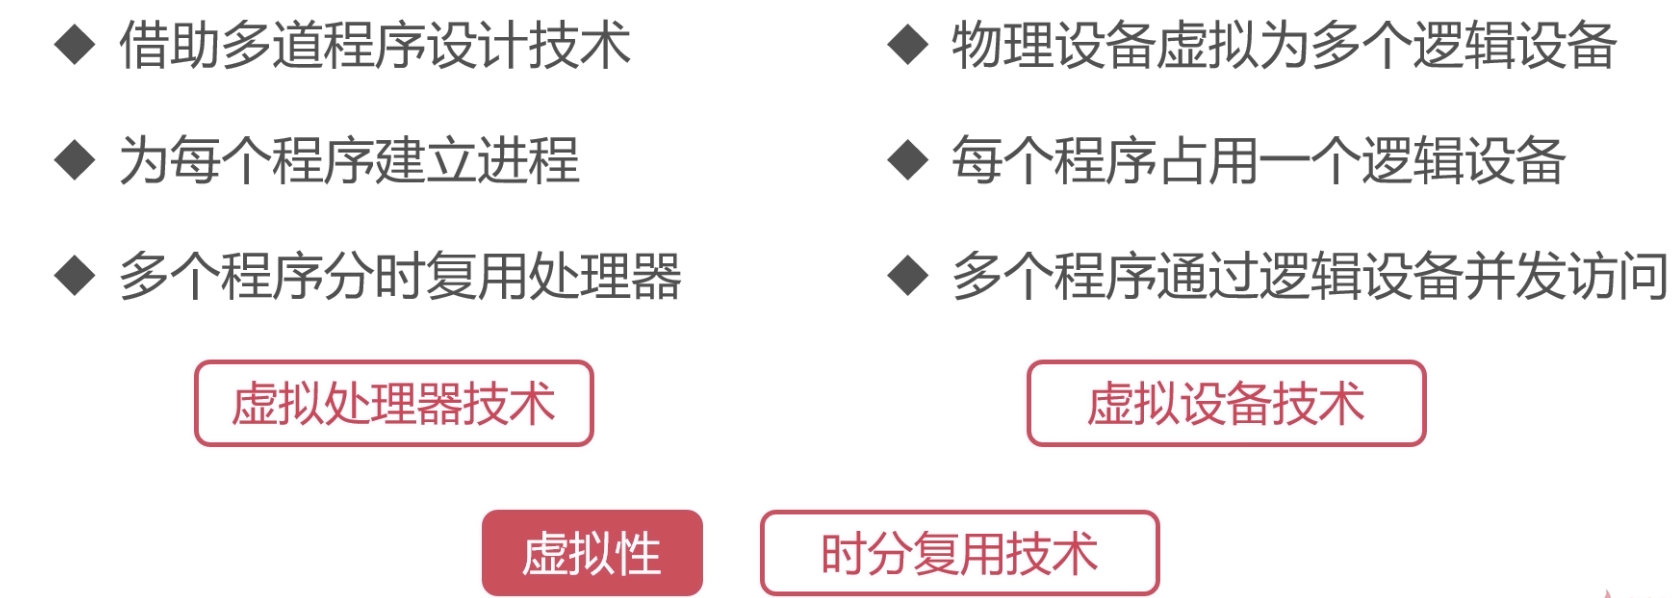 借助多道程序设计技术
为每个程序建立进程
多个程序分时复用处理器
虚拟处理器技术
物理设备虚拟为多个逻辑设备
每个程序占用一个逻辑设备
多个程序通过逻辑设备并发访问
虚拟设备技术
虚拟性
时分复用技术